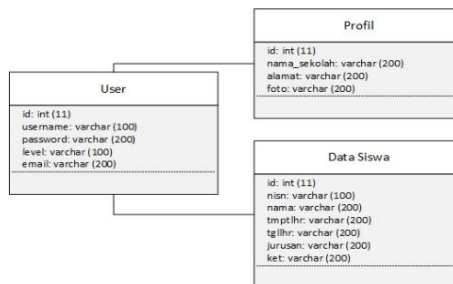 User
id: int (11)
username: varchar (100)
password: varchar (200)
level: varchar (100)
email: varchar (200)
Profil
id: int (11)
nama_sekolah: varchar (200)
alamat: varchar (200)
foto: varchar (200)
Data Siswa
id: int (11)
nisn: varchar (100)
nama: varchar (200)
tmptlhr: varchar (200)
tgllhr: varchar (200)
jurusan: varchar (200)
ket: varchar (200)